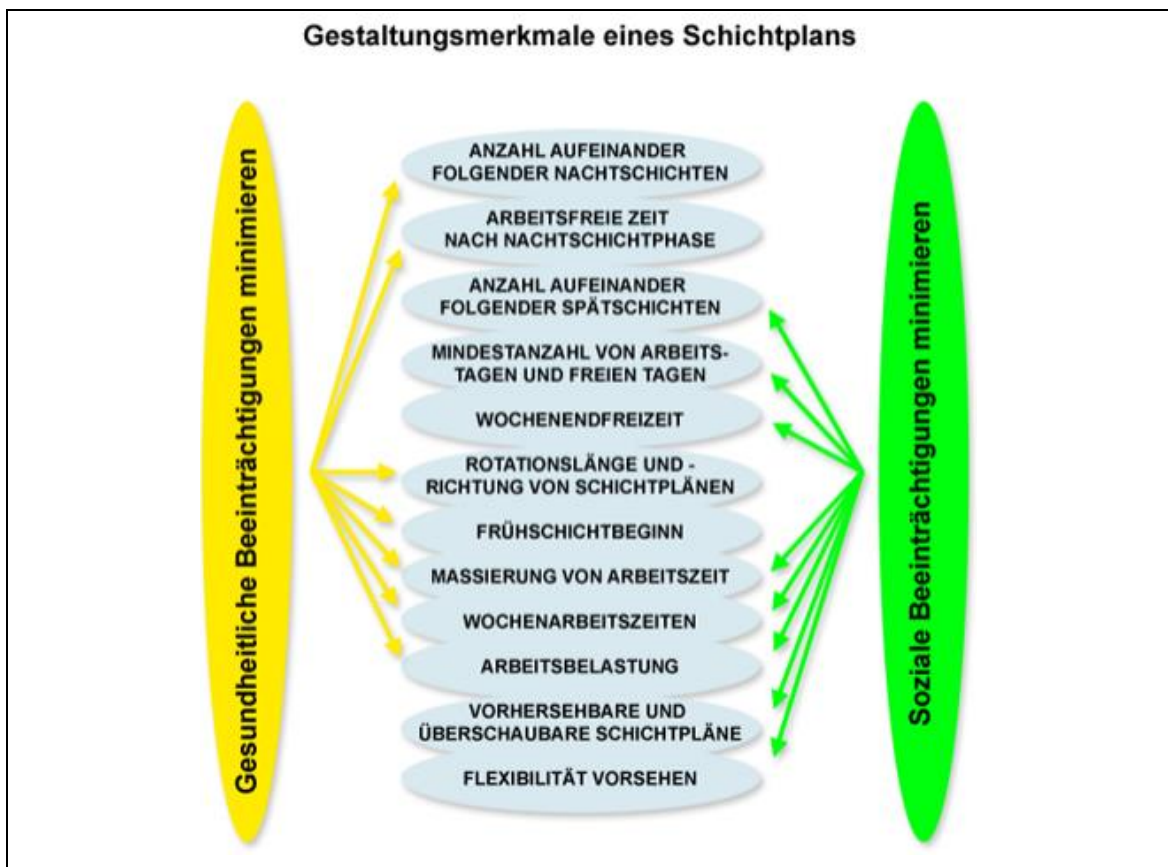 Gestaltungsmerkmale eines Schichtplans
Gesundheitliche Beeinträchtigungen minimieren
ANZAHL AUFEINANDER
FOLGENDER NACHTSCHICHTEN
ARBEITSFREIE ZEIT
NACH NACHTSCHICHTPHASE
ANZAHL AUFEINANDER
FOLGENDER SPÄTSCHICHTEN
MINDESTANZAHL VON ARBEITS-
TAGEN UND FREIEN TAGEN
WOCHENENDFREIZEIT
ROTATIONSLÄNGE UND -
RICHTUNG VON SCHICHTPLÄNEN
FRÜHSCHICHTBEGINN
MASSIERUNG VON ARBEITSZEIT
WOCHENARBEITSZEITEN
ARBEITSBELASTUNG
VORHERSEHBARE UND
ÜBERSCHAUBARE SCHICHTPLÄNE
FLEXIBILITÄT VORSEHEN
Soziale Beeinträchtigungen minimieren